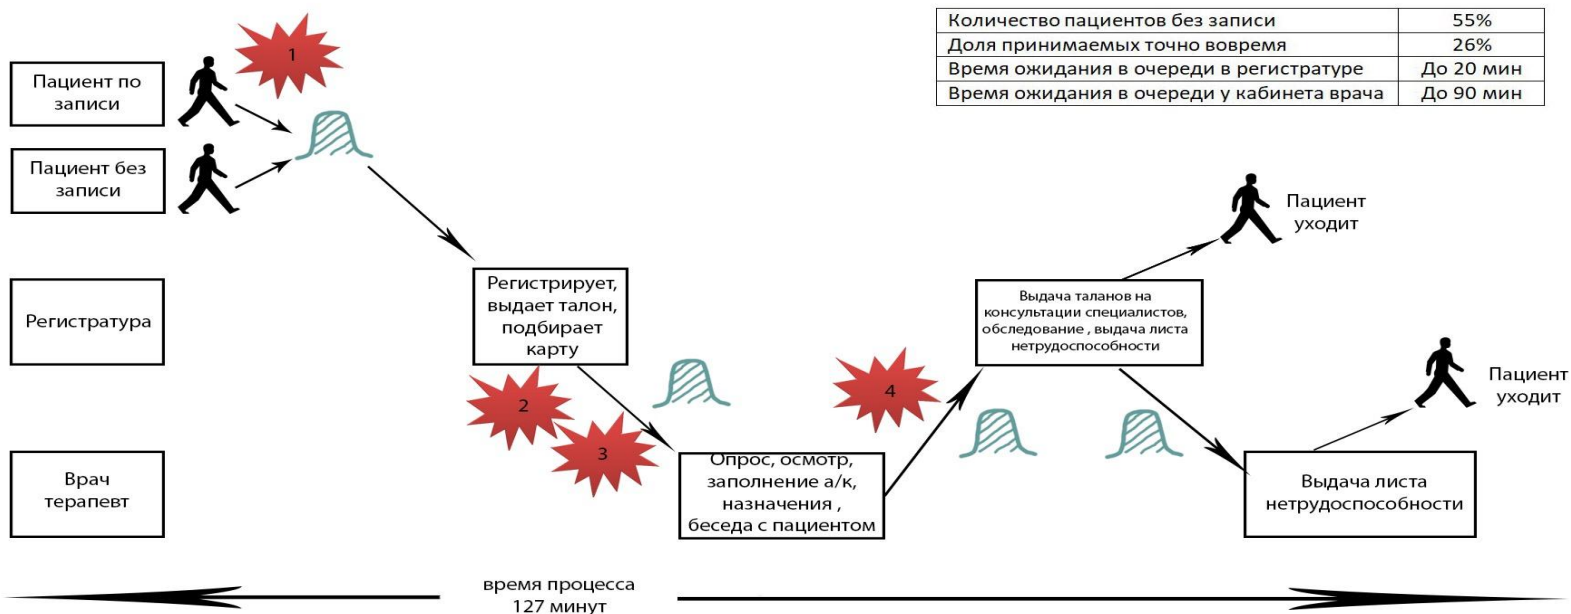 Количество пациентов без записи 55%
Доля принимаемых точно вовремя 26%
Время ожидания в очереди в регистратуре До 20 мин
Время ожидания в очереди у кабинета врача До 90 мин
1
Пациент по
записи
Пациент без
записи
Пациент
уходит
Регистратура
Регистрирует,
выдает талон,
подбирает
карту
Выдача таланов на
консультации специалистов,
обследование , выдача листа
нетрудоспособности
2
3
4
Пациент
уходит
Врач
терапевт
Опрос, осмотр,
заполнение а/к,
назначения ,
беседа с пациентом
Выдача листа
нетрудоспособности
время процесса
127 минут